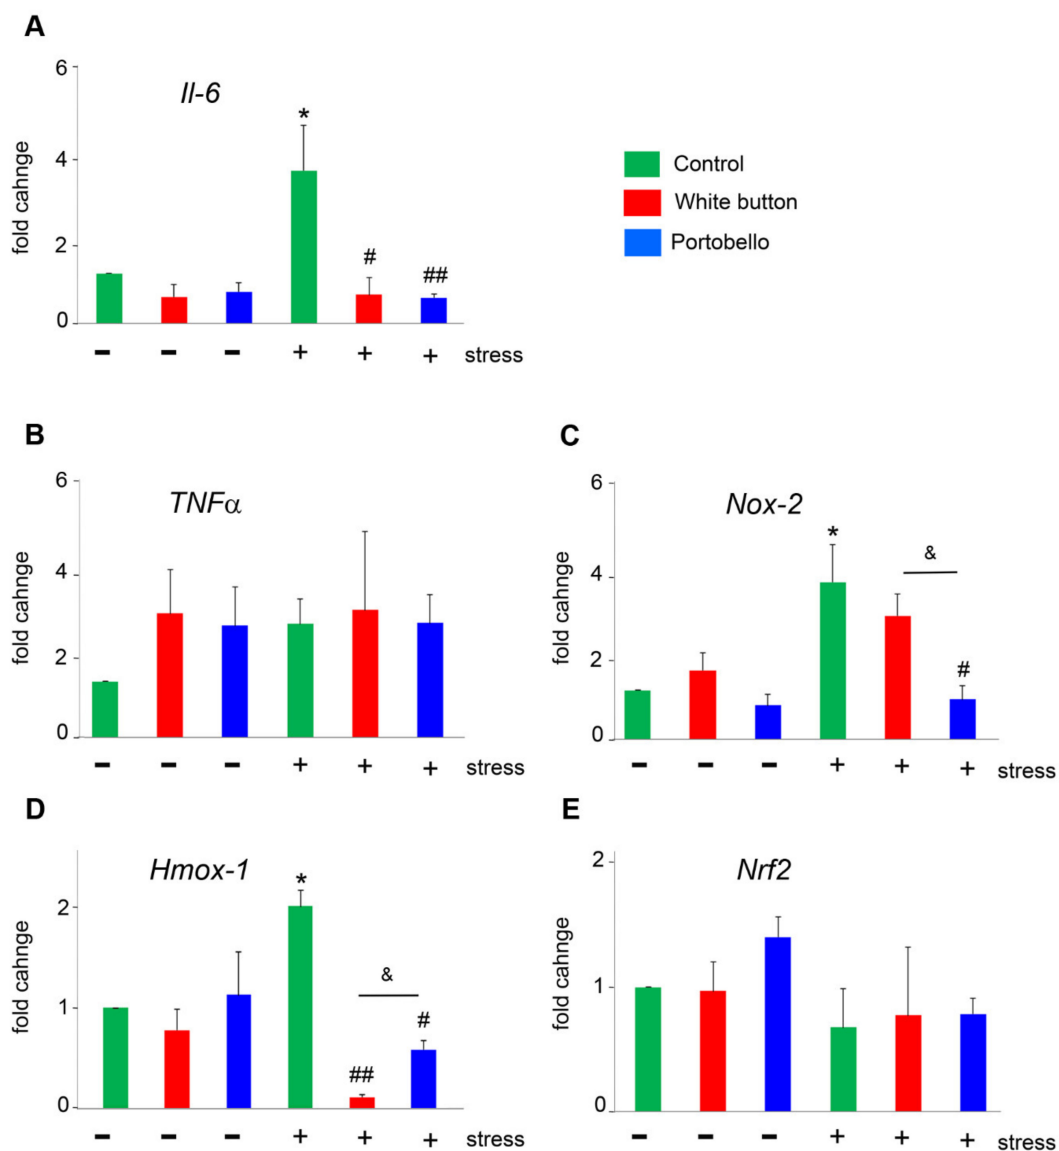 A
Il-6
fold cahnge
6
4
2
0
*
#
##
− − − + + + stress
Control
White button
Portobello
B
TNFα
fold cahnge
6
4
2
0
− − − + + + stress
C
Nox-2
fold cahnge
6
4
2
0
*
&
#
− − − + + + stress
D
Hmox-1
fold cahnge
2
1
0
*
&
##
#
− − − + + + stress
E
Nrf2
fold cahnge
2
1
0
− − − + + + stress